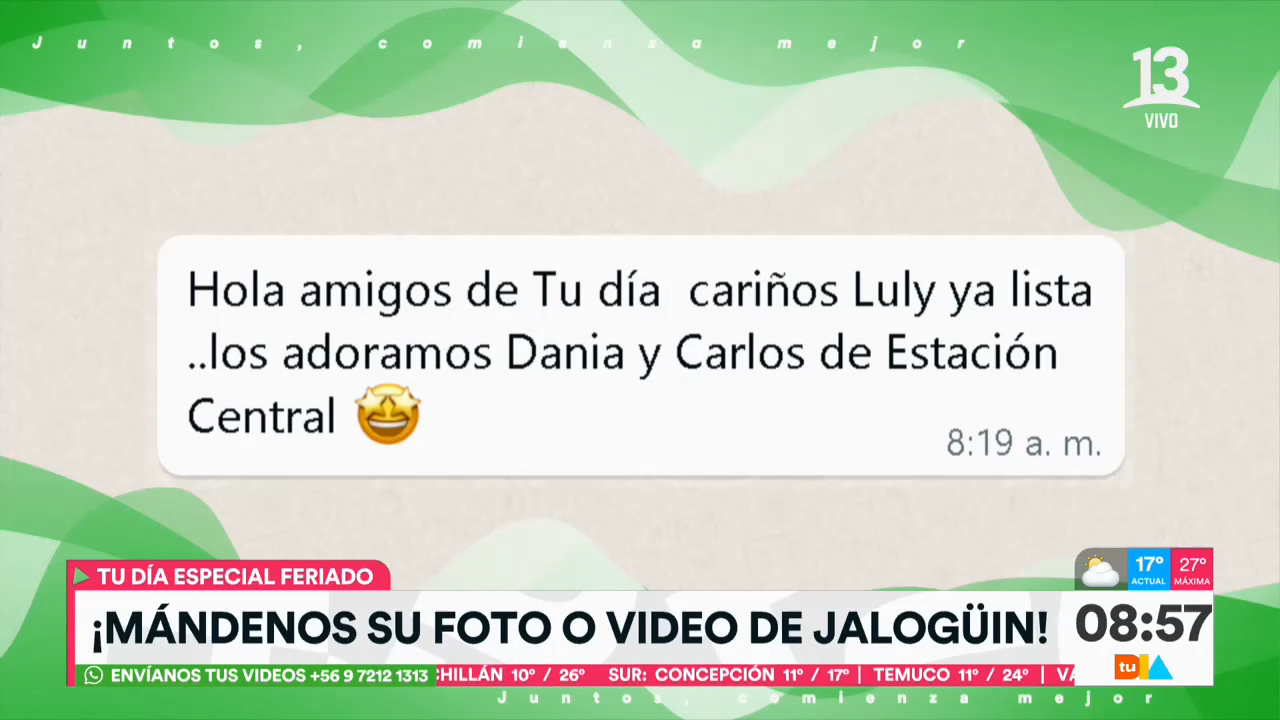 Juntos, comienza mejor
13
VIVO
Hola amigos de Tu día  cariños Luly ya lista
..los adoramos Dania y Carlos de Estación
Central 🤩
8:19 a. m.
TU DÍA ESPECIAL FERIADO
17° 27°
ACTUAL MÁXIMA
¡MÁNDENOS SU FOTO O VIDEO DE JALOGÜIN!
08:57
ENVÍANOS TUS VIDEOS +56 9 7212 1313 CHILLÁN 10° / 26° SUR: CONCEPCIÓN 11° / 17° | TEMUCO 11° / 24° | VA
tu DIA
Juntos, comienza mejor